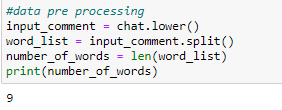 #data pre processing
input_comment = chat.lower()
word_list = input_comment.split()
number_of_words = len(word_list)
print(number_of_words)
9